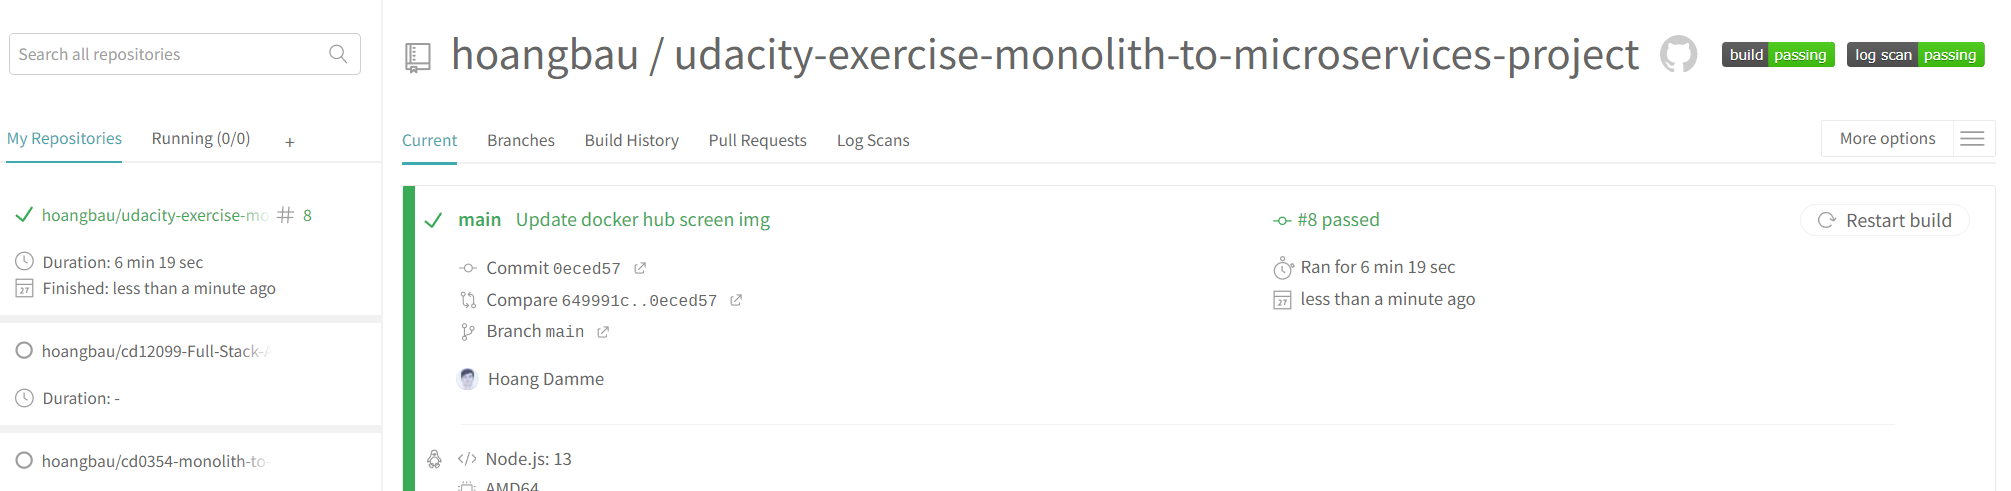 Search all repositories
My Repositories
Running (0/0)
+
hoangbau/udacity-exercise-mo # 8
Duration: 6 min 19 sec
27 Finished: less than a minute ago
hoangbau/cd12099-Full-Stack-A
Duration: -
hoangbau/cd0354-monolith-to-
hoangbau / udacity-exercise-monolith-to-microservices-project
build passing
log scan passing
Current
Branches
Build History
Pull Requests
Log Scans
More options
main Update docker hub screen img
Commit 0eced57
Compare 649991c..0eced57
Branch main
Hoang Damme
#8 passed
Ran for 6 min 19 sec
27 less than a minute ago
Restart build
Node.js: 13
AMD64